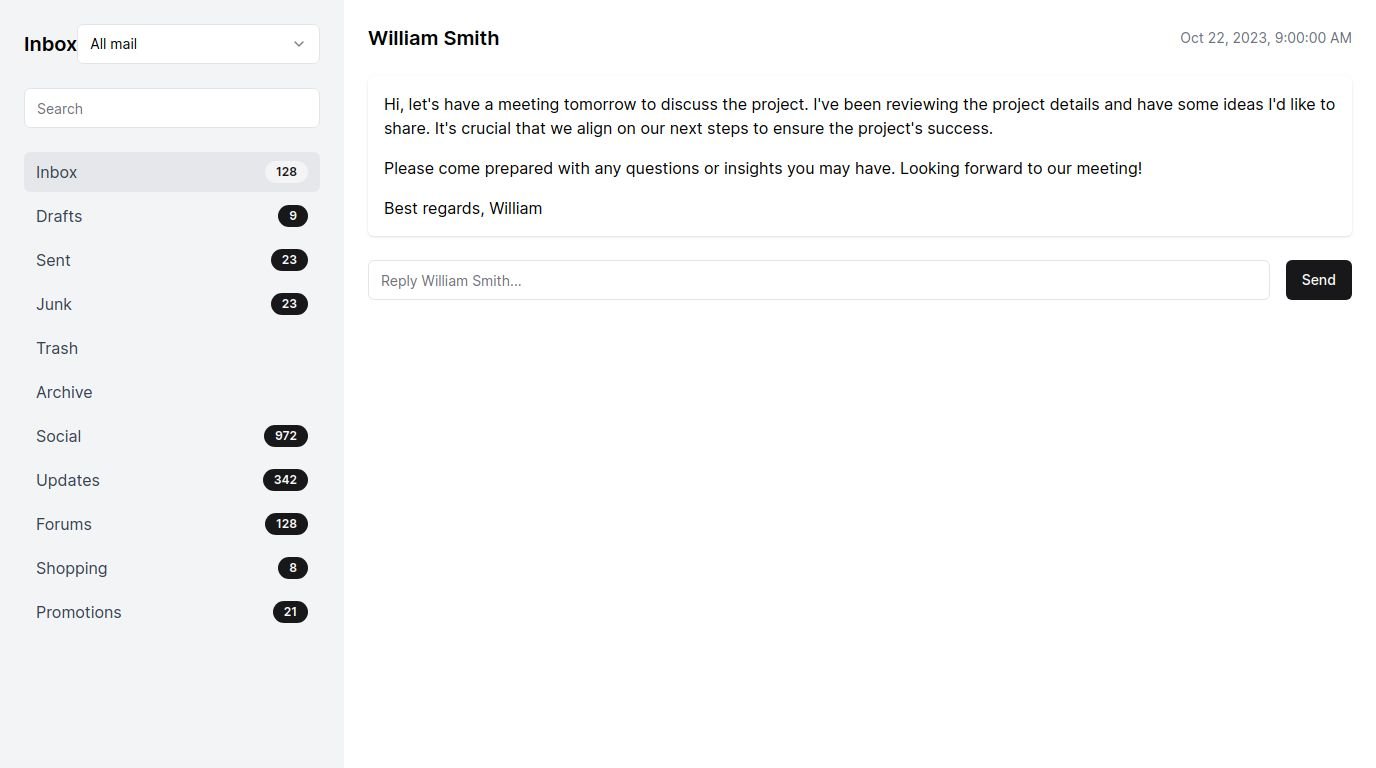 Inbox
All mail
Search
Inbox 128
Drafts 9
Sent 23
Junk 23
Trash
Archive
Social 972
Updates 342
Forums 128
Shopping 8
Promotions 21
William Smith
Oct 22, 2023, 9:00:00 AM
Hi, let's have a meeting tomorrow to discuss the project. I've been reviewing the project details and have some ideas I'd like to
share. It's crucial that we align on our next steps to ensure the project's success.
Please come prepared with any questions or insights you may have. Looking forward to our meeting!
Best regards, William
Reply William Smith...
Send